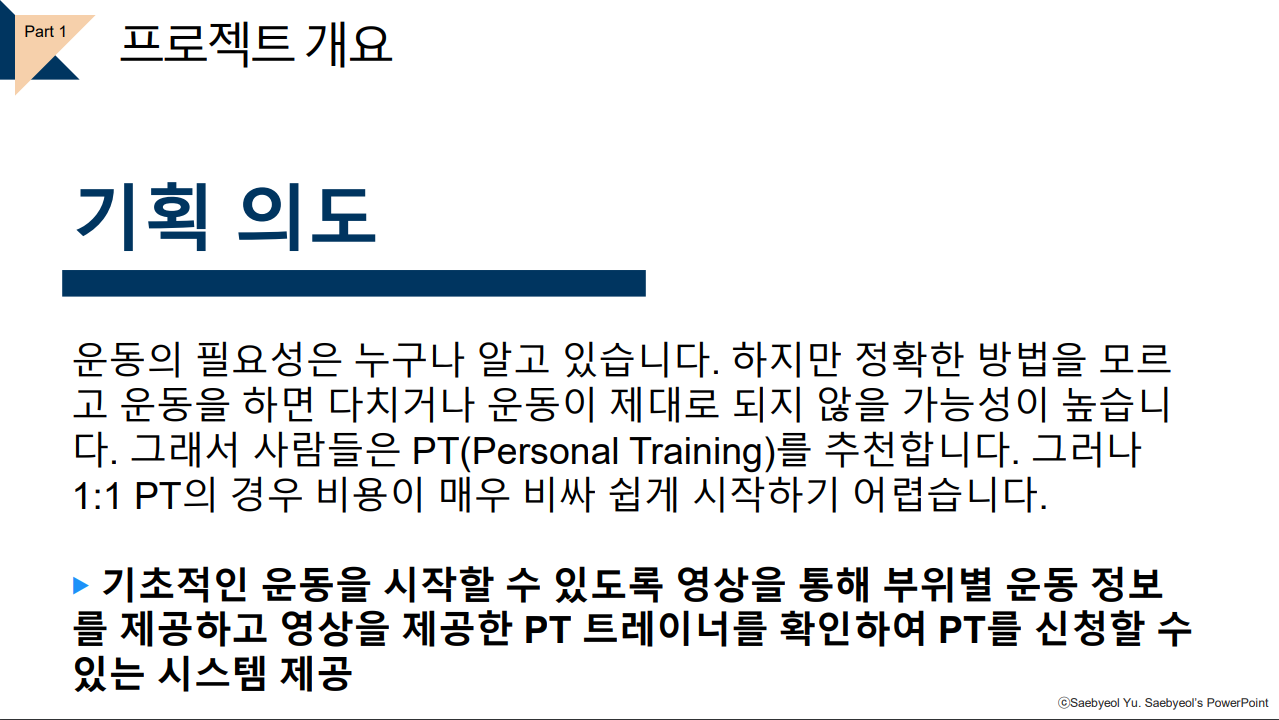 Part 1
프로젝트 개요
기획 의도
운동의 필요성은 누구나 알고 있습니다. 하지만 정확한 방법을 모르
고 운동을 하면 다치거나 운동이 제대로 되지 않을 가능성이 높습니
다. 그래서 사람들은 PT(Personal Training)를 추천합니다. 그러나
1:1 PT의 경우 비용이 매우 비싸 쉽게 시작하기 어렵습니다.
▶ 기초적인 운동을 시작할 수 있도록 영상을 통해 부위별 운동 정보
를 제공하고 영상을 제공한 PT 트레이너를 확인하여 PT를 신청할 수
있는 시스템 제공
ⓒSaebyeol Yu. Saebyeol's PowerPoint